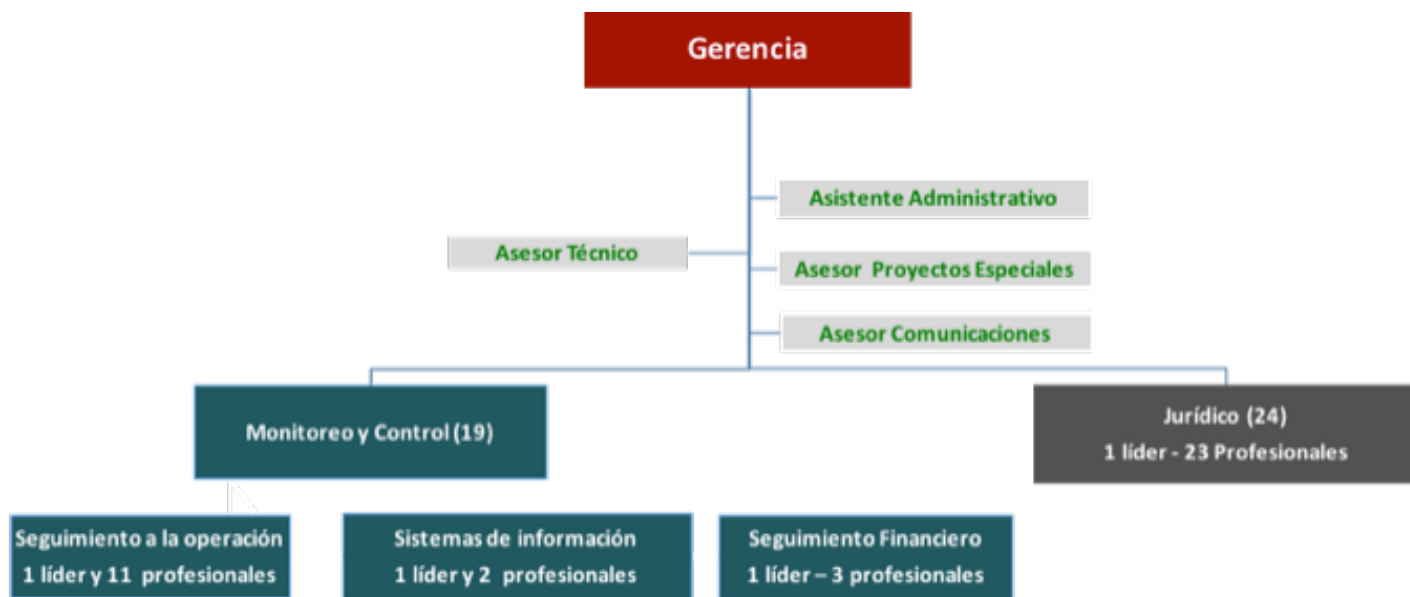 Gerencia
Asistente Administrativo
Asesor Técnico
Asesor Proyectos Especiales
Asesor Comunicaciones
Monitoreo y Control (19)
Jurídico (24)
1 líder - 23 Profesionales
Seguimiento a la operación
1 líder y 11 profesionales
Sistemas de información
1 líder y 2 profesionales
Seguimiento Financiero
1 líder – 3 profesionales